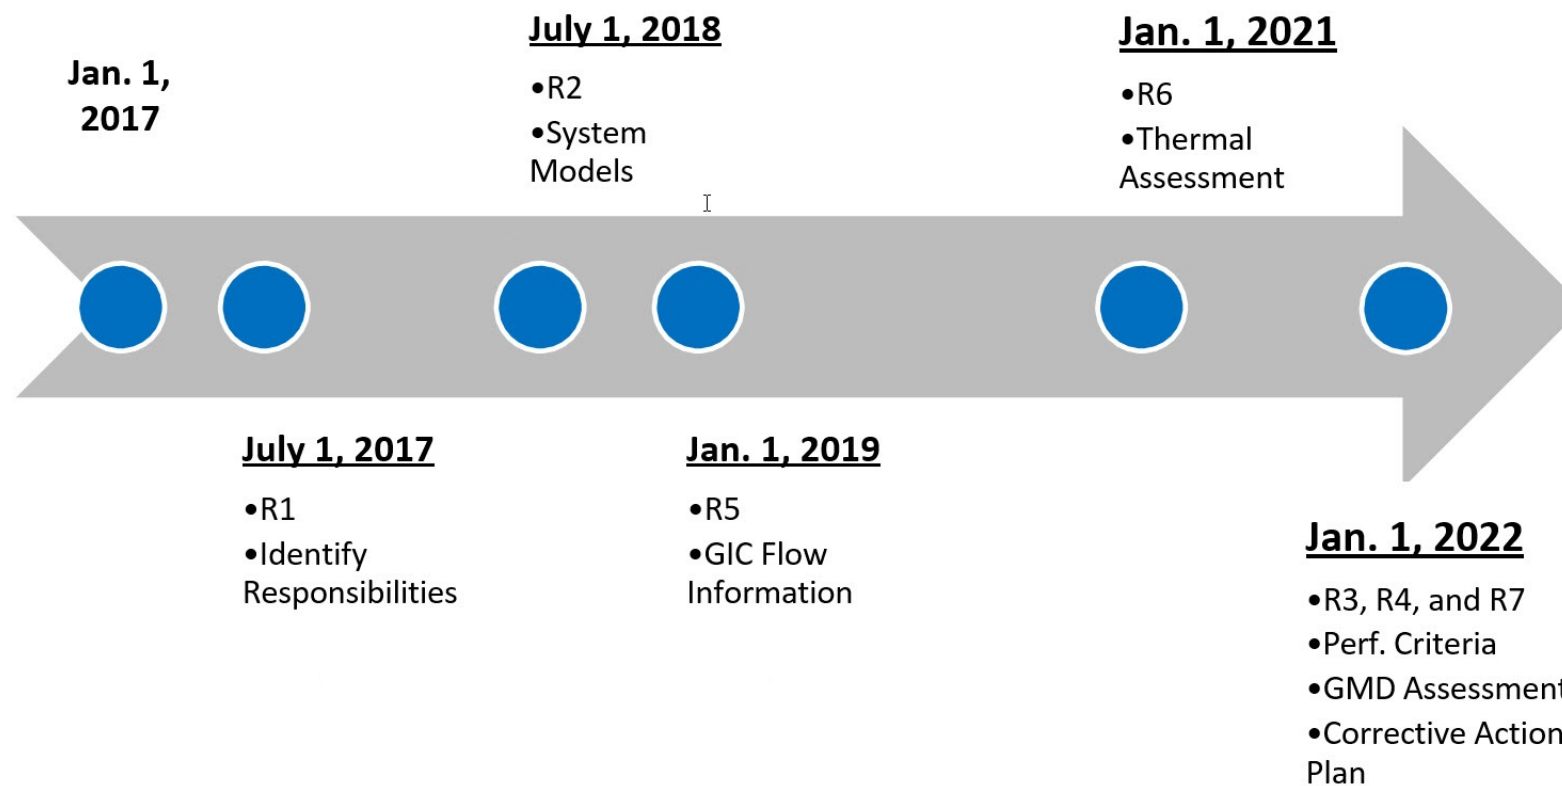 Jan. 1,
2017
July 1, 2018
•R2
•System
Models
Jan. 1, 2021
•R6
•Thermal
Assessment
July 1, 2017
•R1
•Identify
Responsibilities
Jan. 1, 2019
•R5
•GIC Flow
Information
Jan. 1, 2022
•R3, R4, and R7
•Perf. Criteria
•GMD Assessment
•Corrective Action
Plan